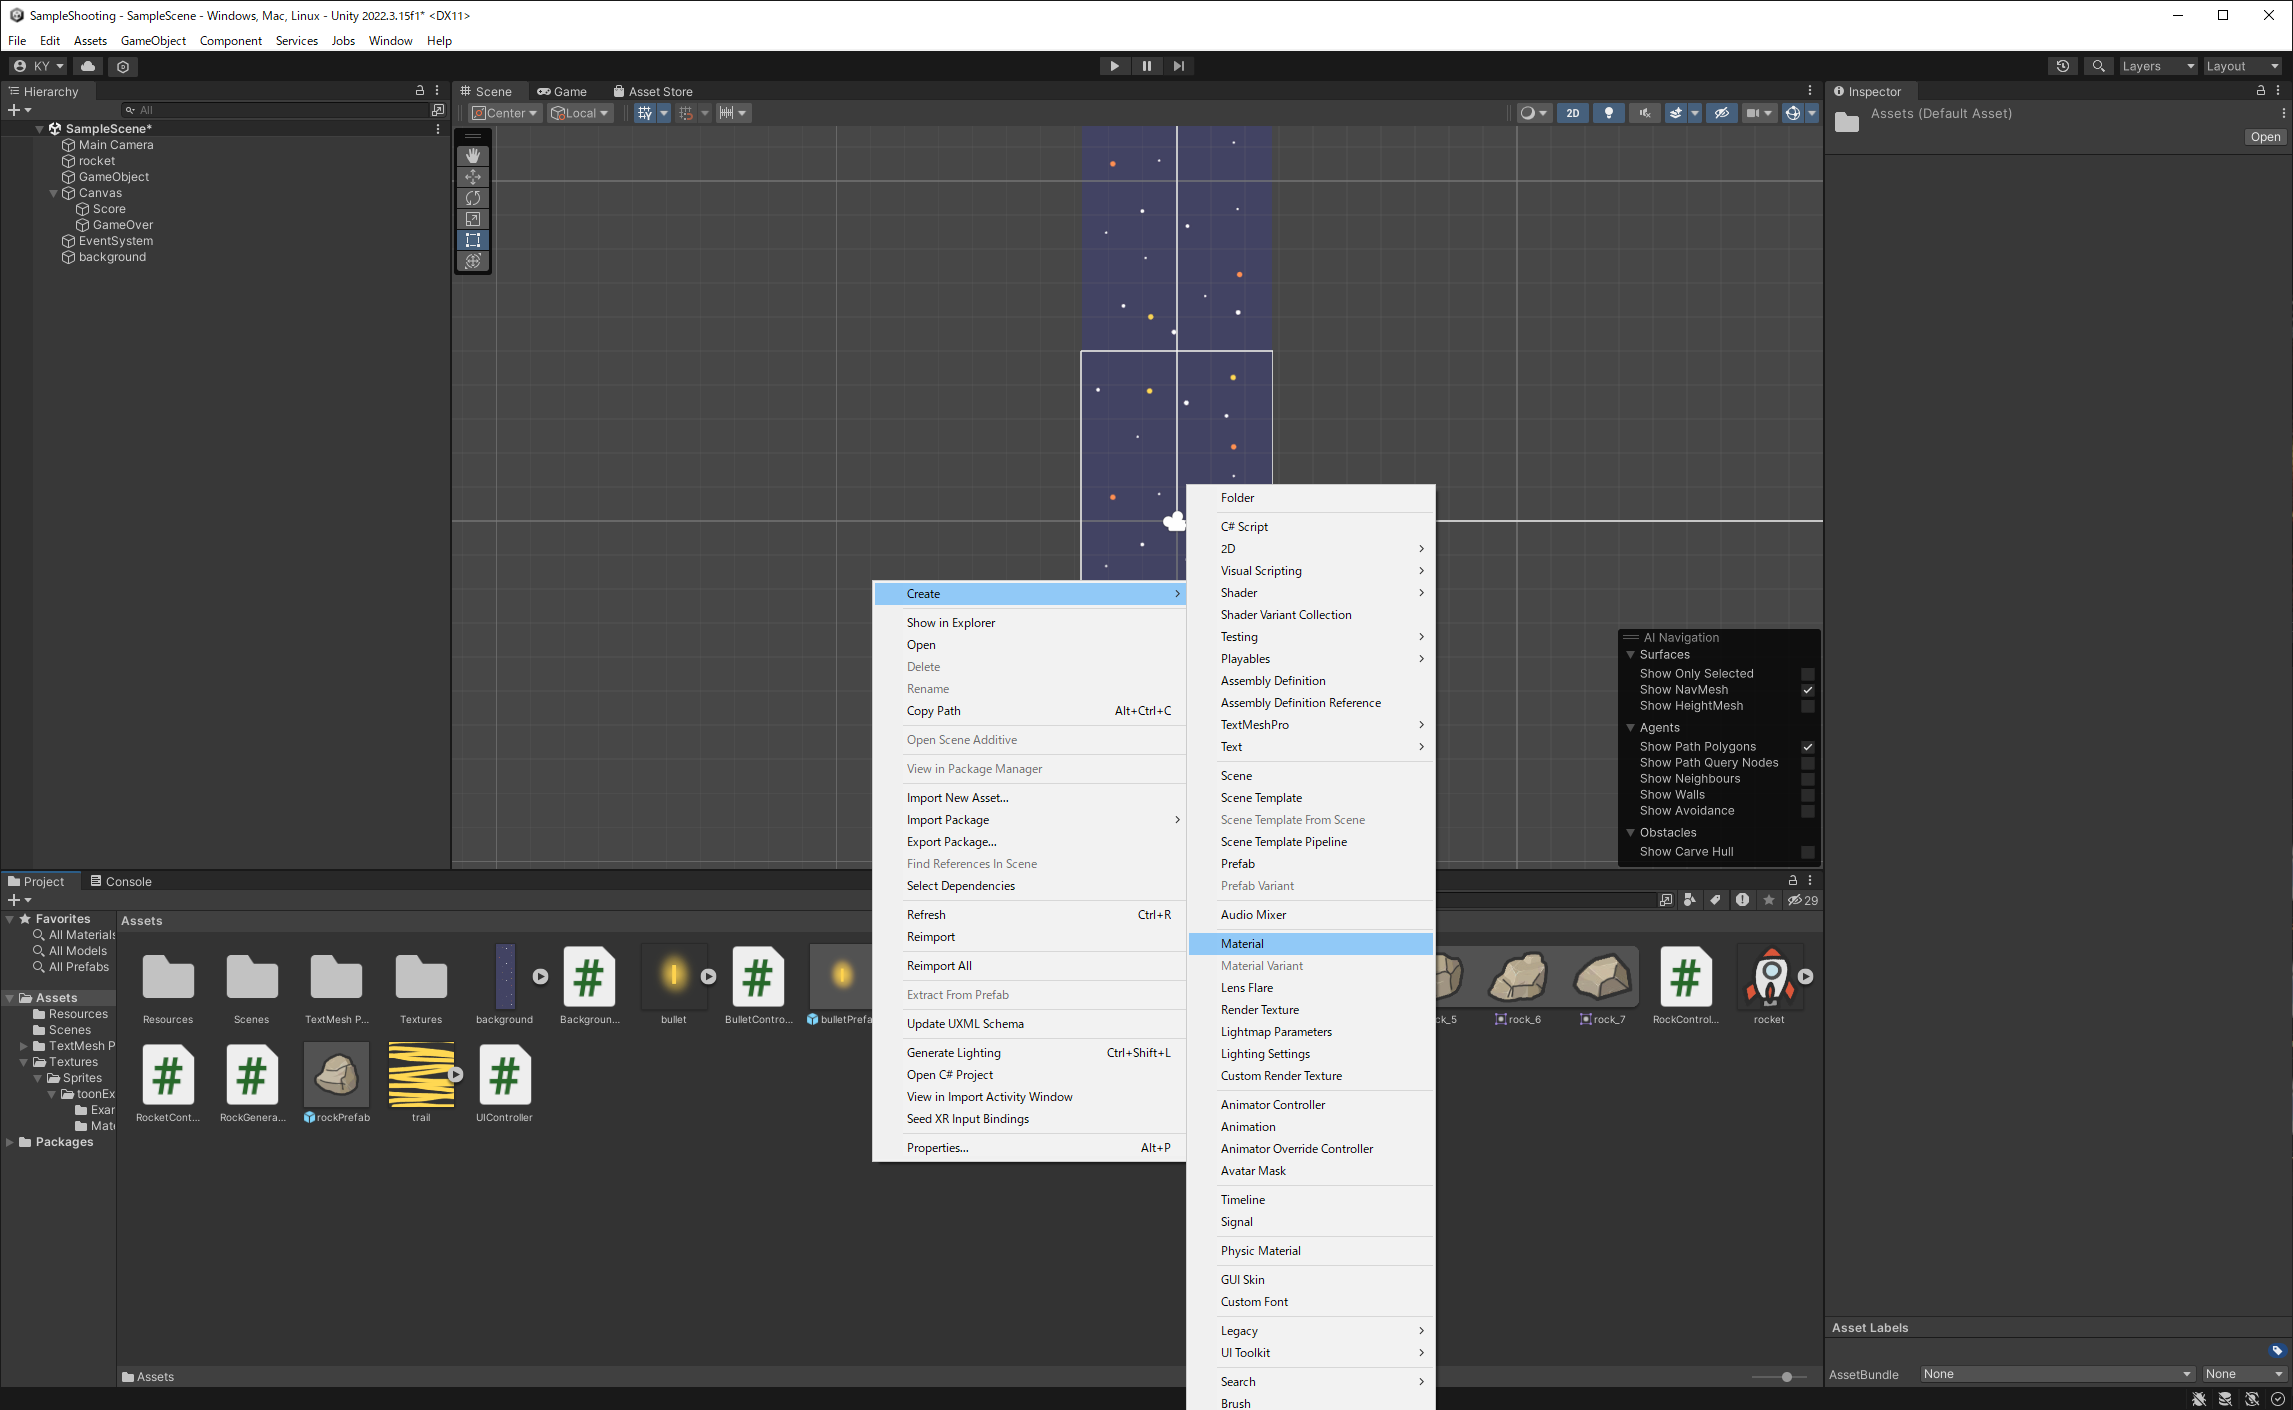 SampleShooting - SampleScene - Windows, Mac, Linux - Unity 2022.3.15f1* <DX11>
File Edit Assets GameObject Component Services Jobs Window Help
KY
Layers
Layout
Hierarchy
All
SampleScene*
Main Camera
rocket
GameObject
Canvas
Score
GameOver
EventSystem
background
Scene Game Asset Store
Center Local
2D
Inspector
Assets (Default Asset)
Open
Create
Show in Explorer
Open
Delete
Rename
Copy Path Alt+Ctrl+C
Open Scene Additive
View in Package Manager
Import New Asset...
Import Package
Export Package...
Find References In Scene
Select Dependencies
Refresh Ctrl+R
Reimport
Reimport All
Extract From Prefab
Update UXML Schema
Generate Lighting Ctrl+Shift+L
Open C# Project
View in Import Activity Window
Seed XR Input Bindings
Properties... Alt+P
Folder
C# Script
2D
Visual Scripting
Shader
Shader Variant Collection
Testing
Playables
Assembly Definition
Assembly Definition Reference
TextMeshPro
Text
Scene
Scene Template
Scene Template From Scene
Scene Template Pipeline
Prefab
Prefab Variant
Audio Mixer
Material
Material Variant
Lens Flare
Render Texture
Lightmap Parameters
Lighting Settings
Custom Render Texture
Animator Controller
Animation
Animator Override Controller
Avatar Mask
Timeline
Signal
Physic Material
GUI Skin
Custom Font
Legacy
UI Toolkit
Search
Brush
AI Navigation
Surfaces
Show Only Selected
Show NavMesh
Show HeightMesh
Agents
Show Path Polygons
Show Path Query Nodes
Show Neighbours
Show Walls
Show Avoidance
Obstacles
Show Carve Hull
Project Console
29
Favorites
All Materials
All Models
All Prefabs
Assets
Resources
Scenes
TextMesh P
Textures
Sprites
toonEx
Exar
Mate
Packages
Assets
Resources Scenes TextMesh P... Textures background Backgroun... bullet BulletContro... bulletPrefa ck_5 rock_6 rock_7 RockControl... rocket
RocketCont... RockGenera... rockPrefab trail UIController
Assets
Asset Labels
AssetBundle None None